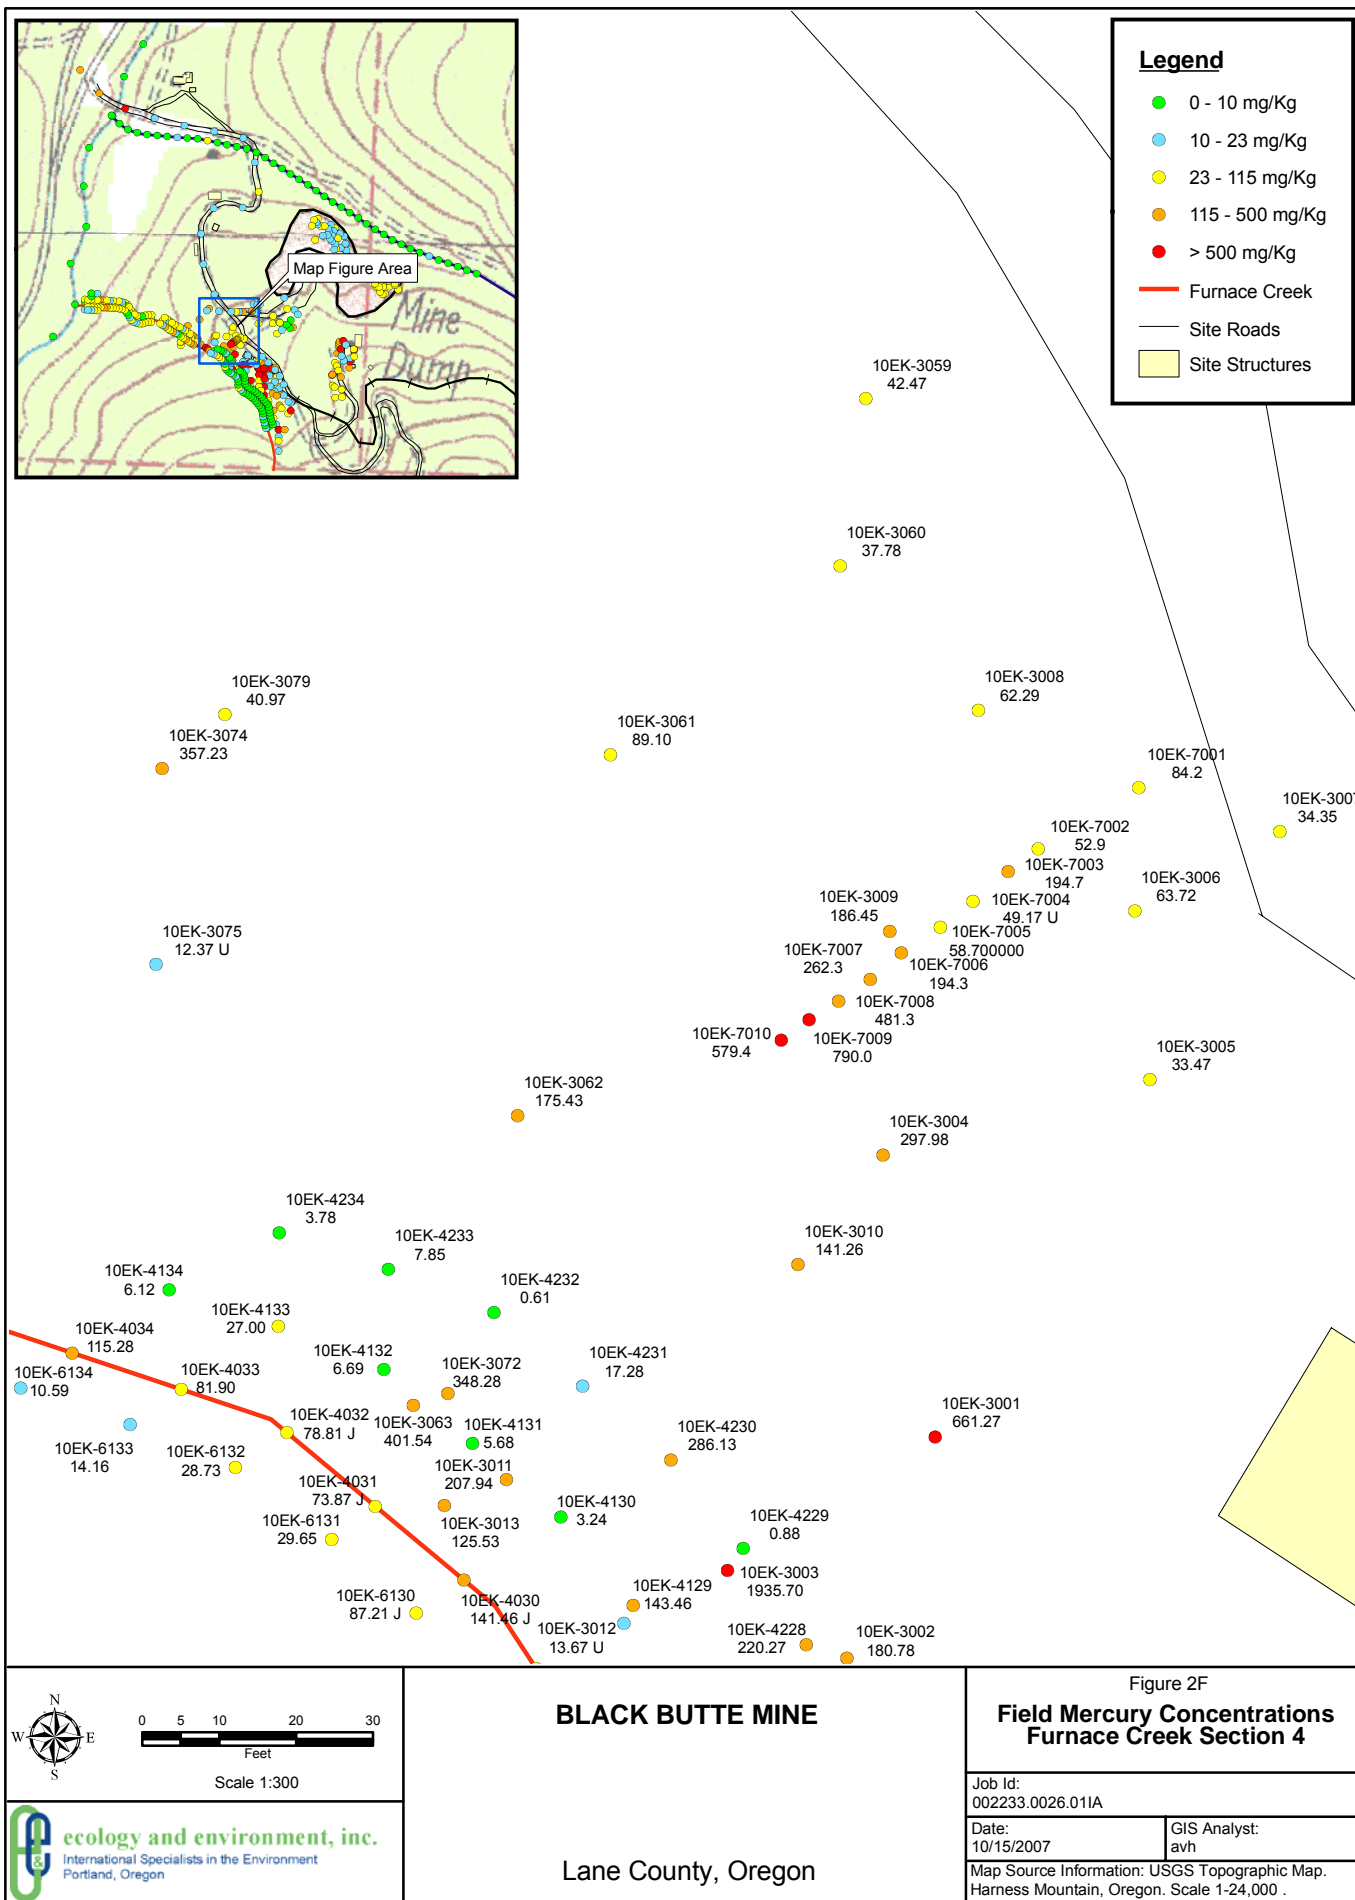 Map Figure Area
Mine
Dump
Legend
0 - 10 mg/Kg
10 - 23 mg/Kg
23 - 115 mg/Kg
115 - 500 mg/Kg
> 500 mg/Kg
Furnace Creek
Site Roads
Site Structures
10EK-3059
42.47
10EK-3060
37.78
10EK-3079
40.97
10EK-3074
357.23
10EK-3061
89.10
10EK-3008
62.29
10EK-7001
84.2
10EK-3007
34.35
10EK-7002
52.9
10EK-7003
194.7
10EK-3006
63.72
10EK-3009
186.45
10EK-7004
49.17 U
10EK-7005
58.700000
10EK-3075
12.37 U
10EK-7007
262.3
10EK-7006
194.3
10EK-7008
481.3
10EK-7010
579.4
10EK-7009
790.0
10EK-3005
33.47
10EK-3062
175.43
10EK-3004
297.98
10EK-4234
3.78
10EK-4233
7.85
10EK-3010
141.26
10EK-4134
6.12
10EK-4232
0.61
10EK-4133
27.00
10EK-4034
115.28
10EK-4132
6.69
10EK-3072
348.28
10EK-4231
17.28
10EK-6134
10.59
10EK-4033
81.90
10EK-3001
661.27
10EK-4032
78.81 J
10EK-3063
401.54
10EK-4131
5.68
10EK-4230
286.13
10EK-6133
14.16
10EK-6132
28.73
10EK-3011
207.94
10EK-4031
73.87 J
10EK-4130
3.24
10EK-6131
29.65
10EK-3013
125.53
10EK-4229
0.88
10EK-3003
1935.70
10EK-6130
87.21 J
10EK-4129
143.46
10EK-4030
141.46 J
10EK-3012
13.67 U
10EK-4228
220.27
10EK-3002
180.78
N
W
E
S
0 5 10 20 30
Feet
Scale 1:300
ecology and environment, inc.
International Specialists in the Environment
Portland, Oregon
BLACK BUTTE MINE
Lane County, Oregon
Figure 2F
Field Mercury Concentrations
Furnace Creek Section 4
Job Id:
002233.0026.01IA
Date:
10/15/2007
GIS Analyst:
avh
Map Source Information: USGS Topographic Map.
Harness Mountain, Oregon. Scale 1-24,000 .